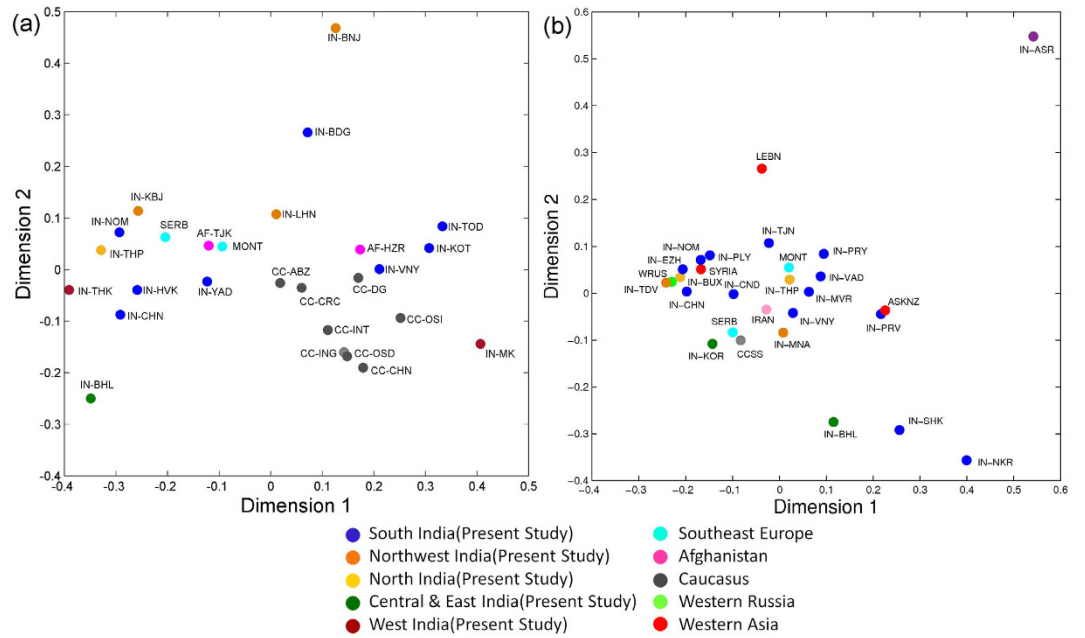 (a)
0.5
0.4
0.3
0.2
0.1
0
-0.1
-0.2
-0.3
-0.4
Dimension 2
IN-BNJ
IN-BDG
IN-KBJ
IN-LHN
IN-NOM
SERB
IN-TOD
AF-TJK
MONT
AF-HZR
IN-KOT
IN-THP
IN-VNY
CC-ABZ
CC-DG
IN-THK
IN-HVK
IN-YAD
CC-CRC
IN-CHN
CC-OSI
CC-INT
CC-ING
CC-OSD
IN-MK
CC-CHN
IN-BHL
-0.4 -0.3 -0.2 -0.1 0 0.1 0.2 0.3 0.4 0.5
Dimension 1
(b)
0.6
0.5
0.4
0.3
0.2
0.1
0
-0.1
-0.2
-0.3
-0.4
Dimension 2
IN-ASR
LEBN
IN-TJN
IN-NOM
IN-PLY
IN-PRY
IN-EZH
MONT
SYRIA
WRUS
IN-VAD
IN-TDV
IN-BUX
IN-CND
IN-THP
IN-MVR
IN-CHN
ASKNZ
IRAN
IN-VNY
IN-PRV
SERB
CCSS
IN-MNA
IN-KOR
IN-BHL
IN-SHK
IN-NKR
-0.4 -0.3 -0.2 -0.1 0 0.1 0.2 0.3 0.4 0.5 0.6
Dimension 1
South India(Present Study)
Northwest India(Present Study)
North India(Present Study)
Central & East India(Present Study)
West India(Present Study)
Southeast Europe
Afghanistan
Caucasus
Western Russia
Western Asia